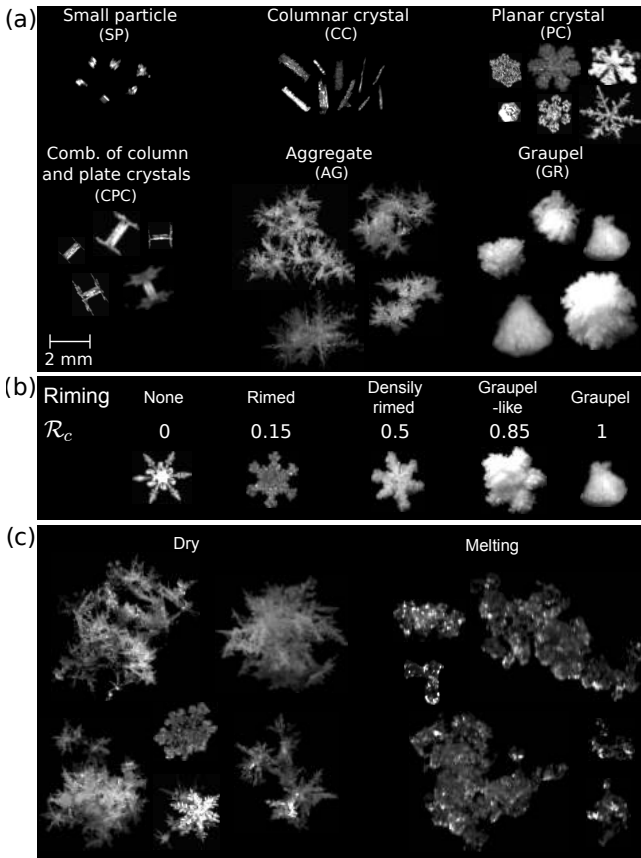 (a)
Small particle
(SP)
Columnar crystal
(CC)
Planar crystal
(PC)
Comb. of column
and plate crystals
(CPC)
Aggregate
(AG)
Graupel
(GR)
2 mm
(b)
Riming
None
Rimed
Densily
rimed
Graupel
-like
Graupel
ℛc
0
0.15
0.5
0.85
1
(c)
Dry
Melting